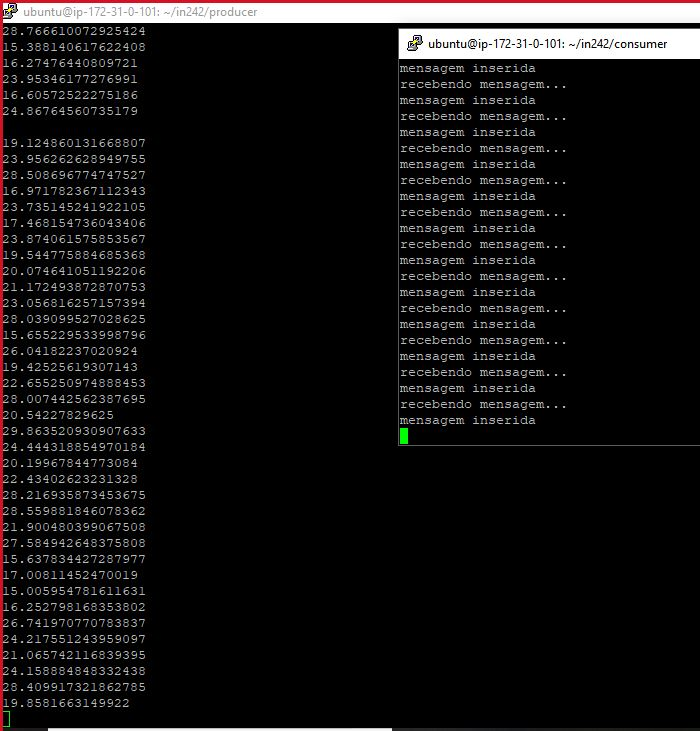 ubuntu@ip-172-31-0-101: ~/in242/producer
28.766610072925424
15.388140617622408
16.27476440809721
23.95346177276991
16.60572522275186
24.86764560735179
19.124860131668807
23.956262628949755
28.508696774747527
16.971782367112343
23.735145241922105
17.468154736043406
23.874061575853567
19.544775884685368
20.074641051192206
21.172493872870753
23.056816257157394
28.039099527028625
15.655229533998796
26.04182237020924
19.42525619307143
22.655250974888453
28.007442562387695
20.54227829625
29.863520930907633
24.444318854970184
20.19967844773084
22.43402623231328
28.216935873453675
28.559881846078362
21.900480399067508
27.584942648375808
15.637834427287977
17.00811452470019
15.005954781611631
16.252798168353802
26.741970770783837
24.217551243959097
21.065742116839395
24.158884848332438
28.409917321862785
19.8581663149922
ubuntu@ip-172-31-0-101: ~/in242/consumer
mensagem inserida
recebendo mensagem...
mensagem inserida
recebendo mensagem...
mensagem inserida
recebendo mensagem...
mensagem inserida
recebendo mensagem...
mensagem inserida
recebendo mensagem...
mensagem inserida
recebendo mensagem...
mensagem inserida
recebendo mensagem...
mensagem inserida
recebendo mensagem...
mensagem inserida
recebendo mensagem...
mensagem inserida
recebendo mensagem...
mensagem inserida
recebendo mensagem...
mensagem inserida